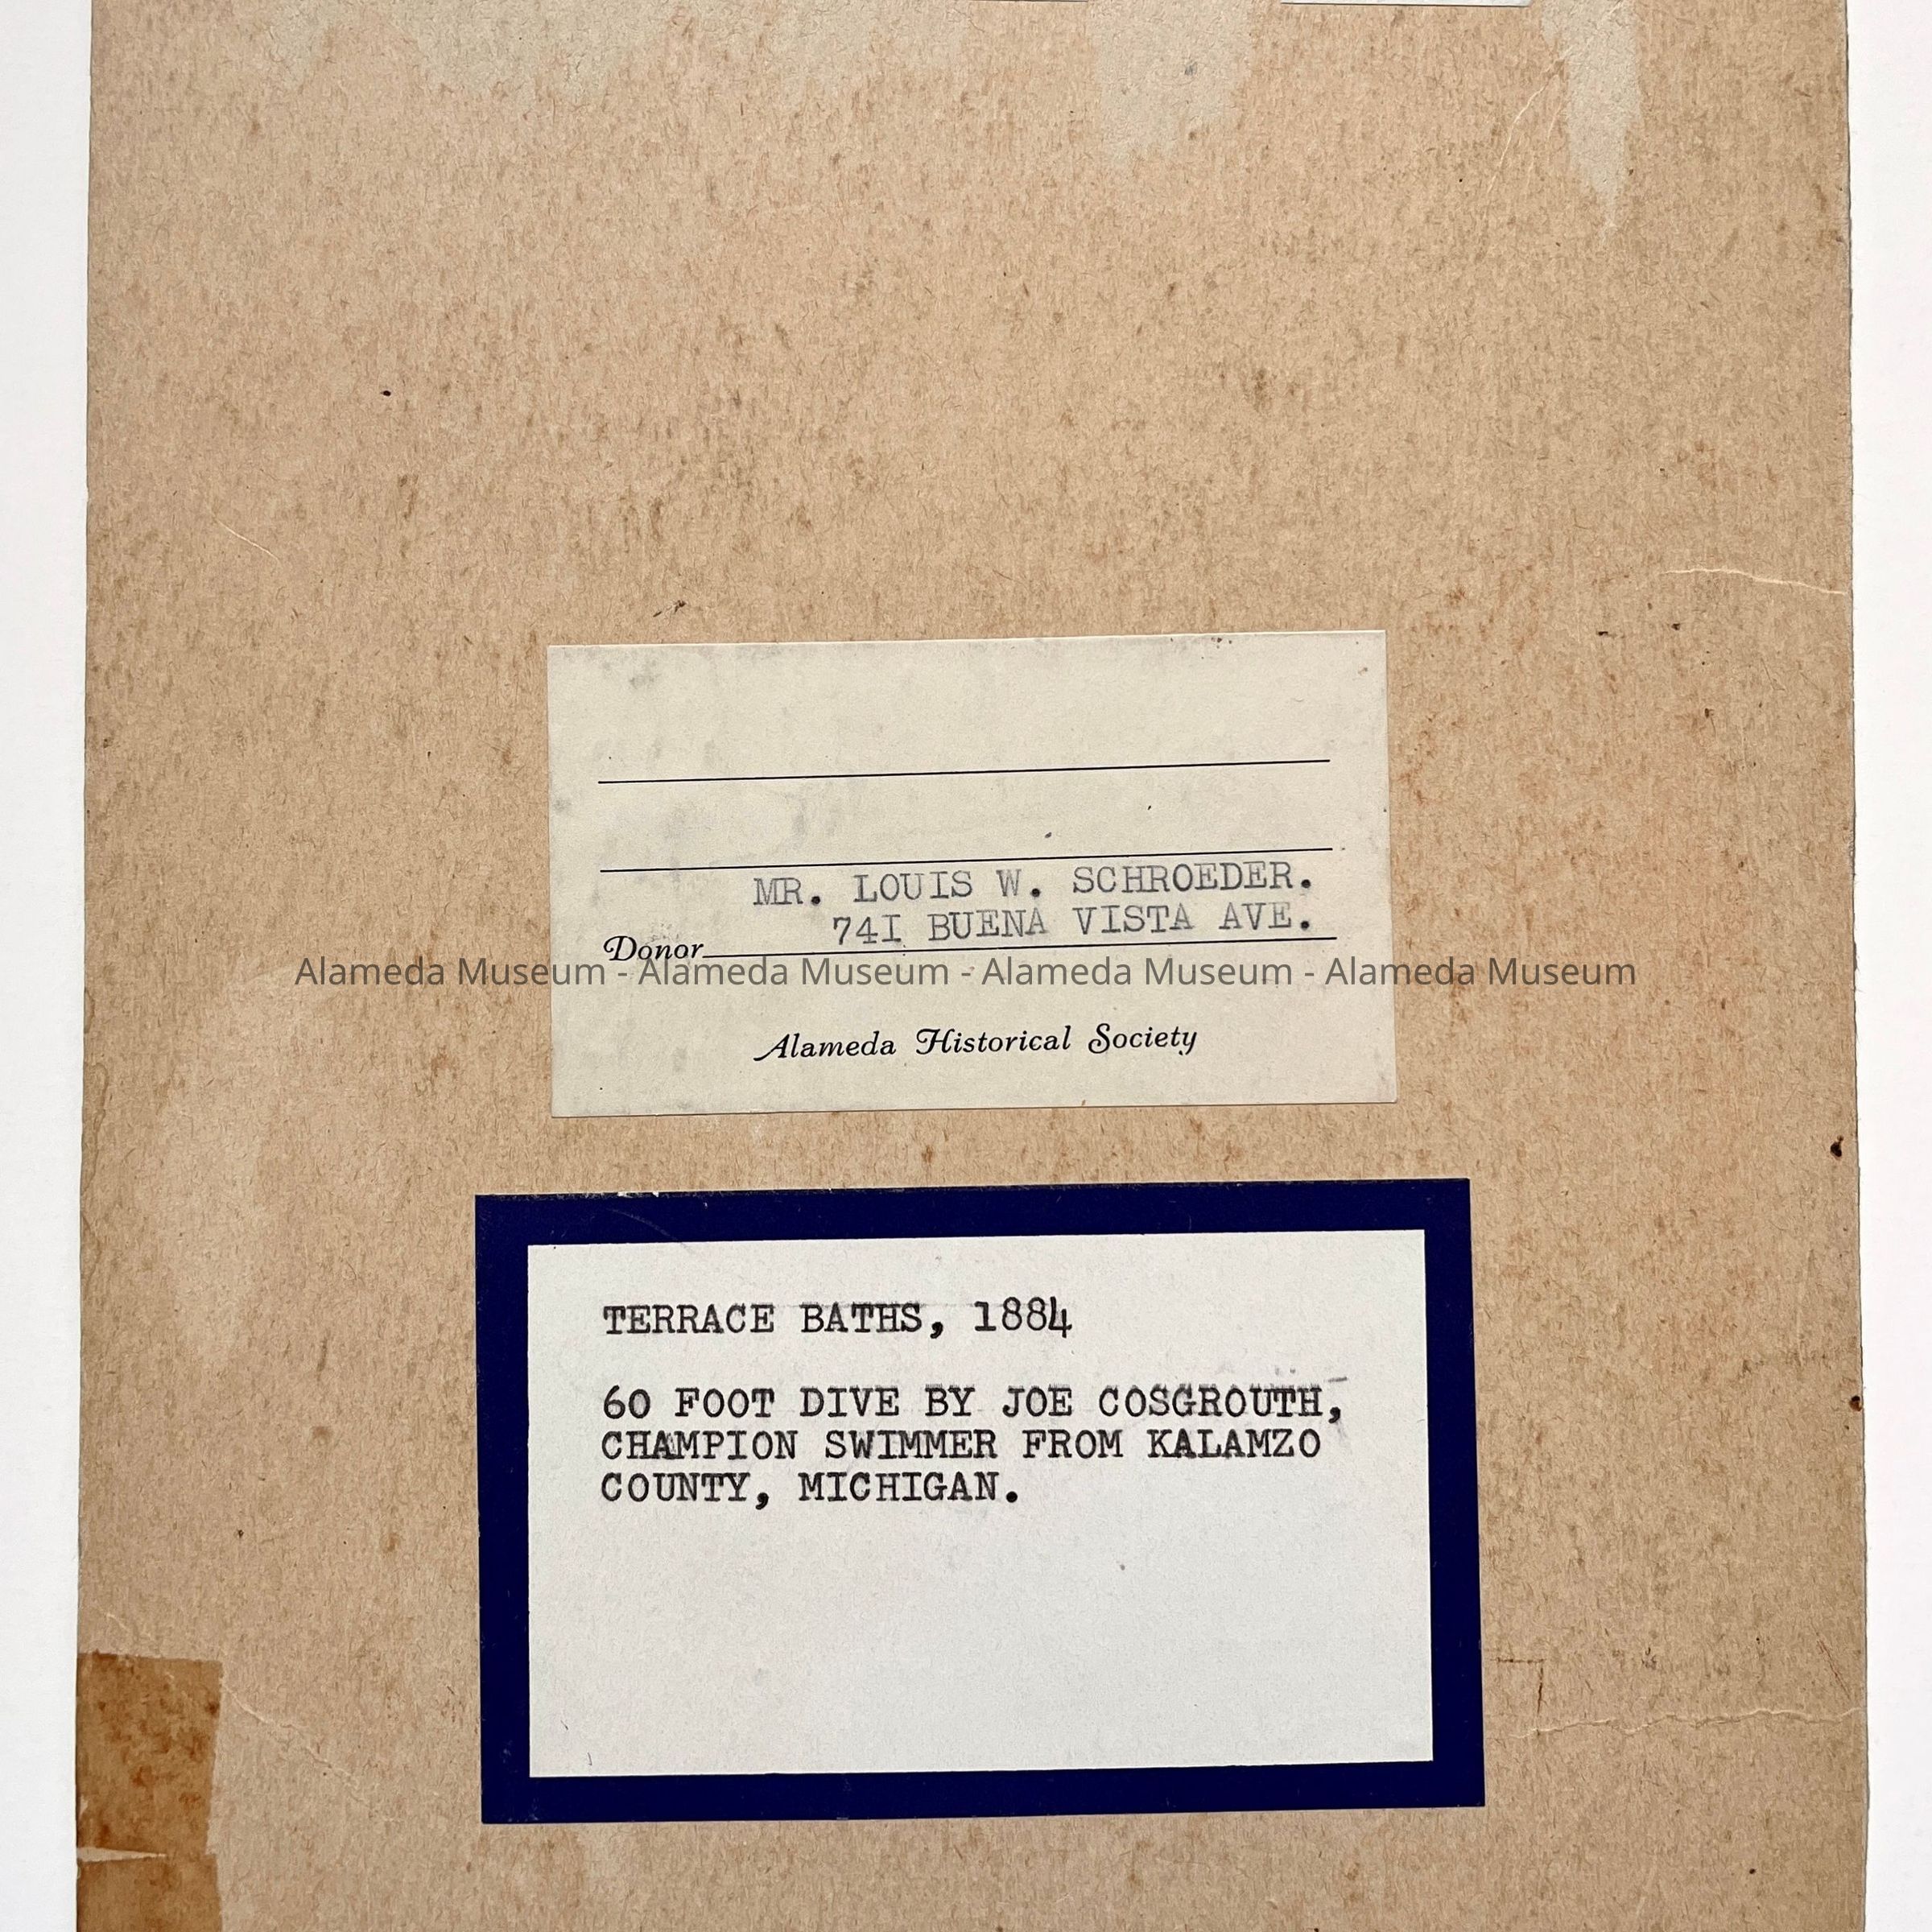 MR. LOUIS W. SCHROEDER.
74I BUENA VISTA AVE.
Donor
Alameda Museum - Alameda Museum - Alameda Museum - Alameda Museum
Alameda Historical Society
TERRACE BATHS, 1884
60 FOOT DIVE BY JOE COSGROUTH,
CHAMPION SWIMMER FROM KALAMZO
COUNTY, MICHIGAN.